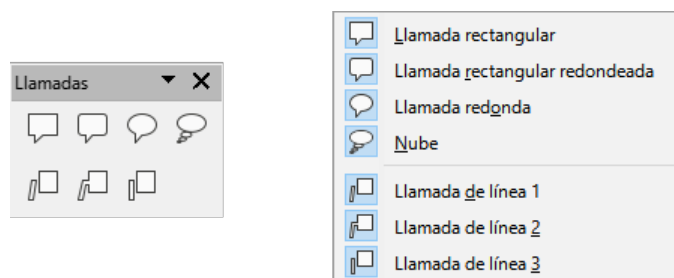 Llamadas
Llamada rectangular
Llamada rectangular redondeada
Llamada redonda
Nube
Llamada de línea 1
Llamada de línea 2
Llamada de línea 3